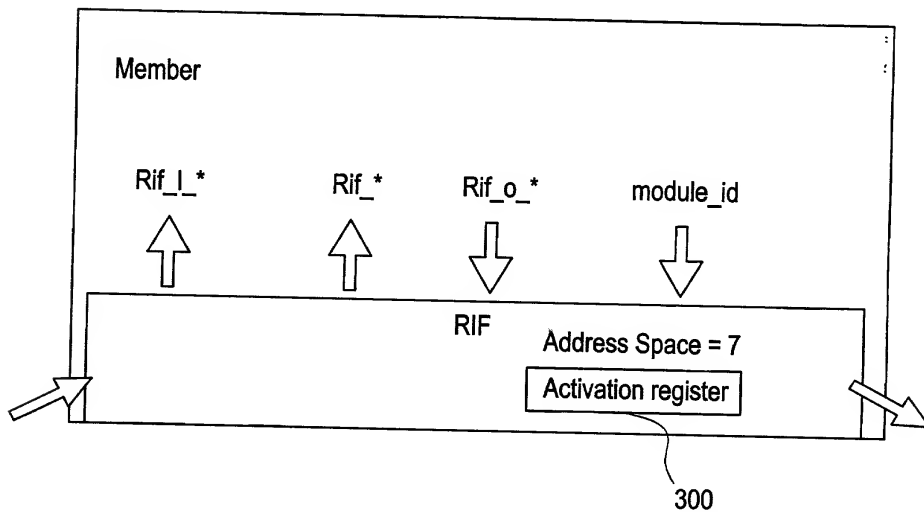 Member
Rif_I_* Rif_* Rif_o_* module_id
RIF
Address Space = 7
Activation register
300